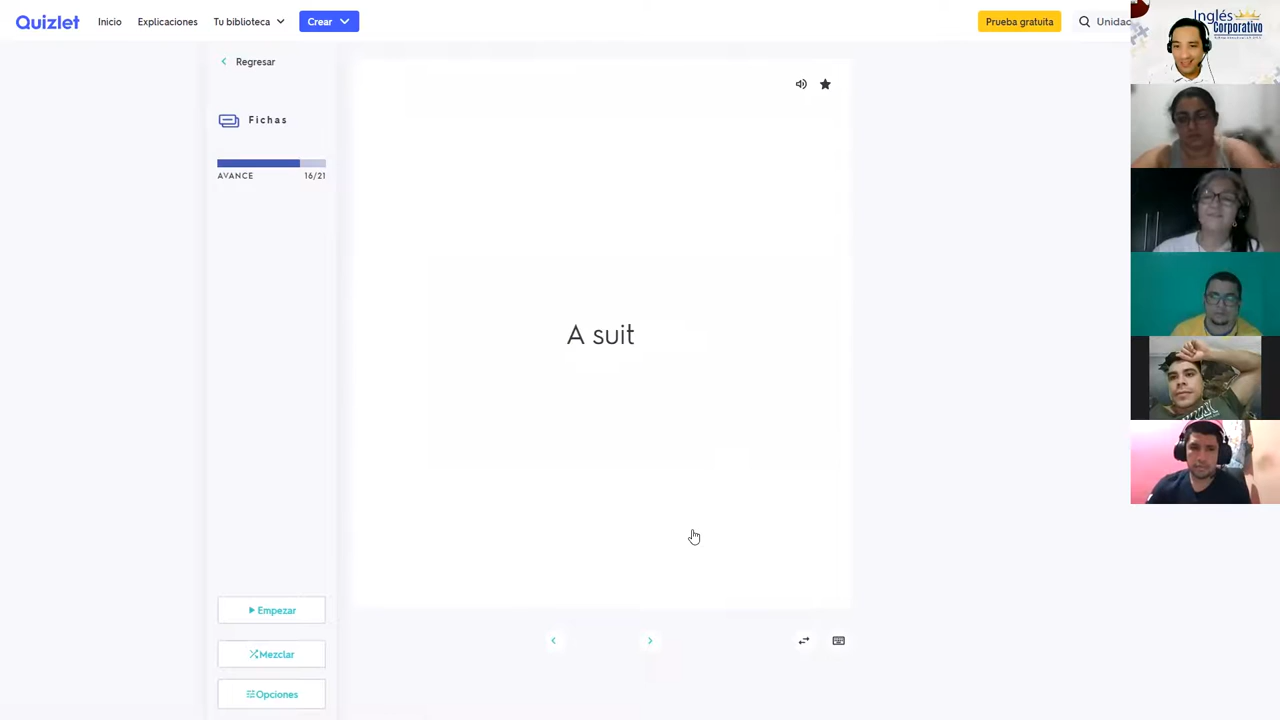 Quizlet
Inicio
Explicaciones
Tu biblioteca
Crear
Prueba gratuita
Unidad
Inglés
Corporativo
Regresar
Fichas
AVANCE
16/21
A suit
Empezar
Mezclar
Opciones